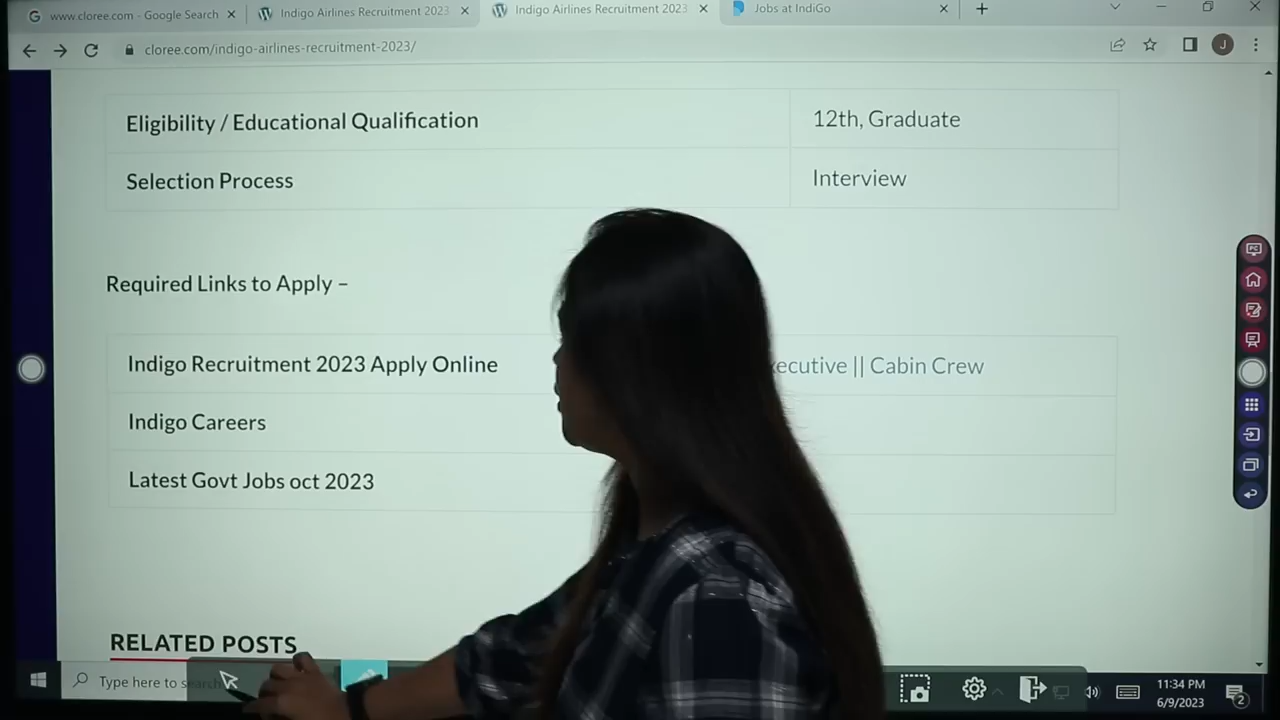 www.cloree.com - Google Search
Indigo Airlines Recruitment 2023
Indigo Airlines Recruitment 2023
Jobs at IndiGo
cloree.com/indigo-airlines-recruitment-2023/
J
Eligibility / Educational Qualification 12th, Graduate
Selection Process Interview
Required Links to Apply –
Indigo Recruitment 2023 Apply Online || Cabin Crew
Indigo Careers
Latest Govt Jobs oct 2023
RELATED POSTS
Type here to search
11:34 PM
6/9/2023
2
PC